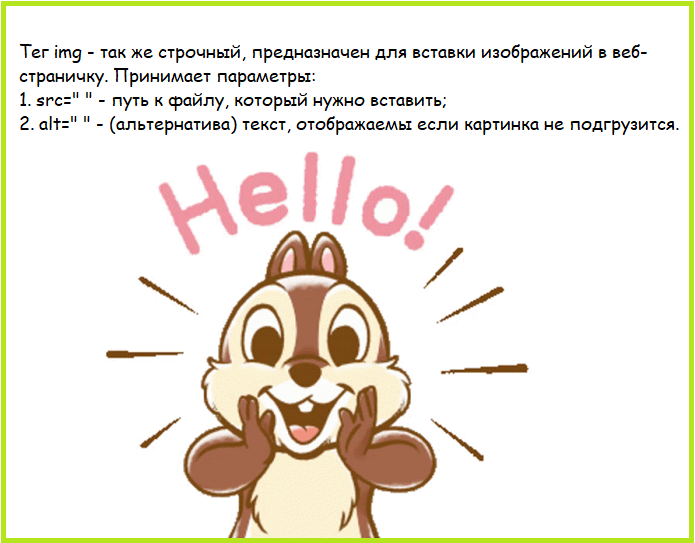 Тег img - так же строчный, предназначен для вставки изображений в веб-
страничку. Принимает параметры:
1. src=" " - путь к файлу, который нужно вставить;
2. alt=" " - (альтернатива) текст, отображаемы если картинка не подгрузится.
Hello!